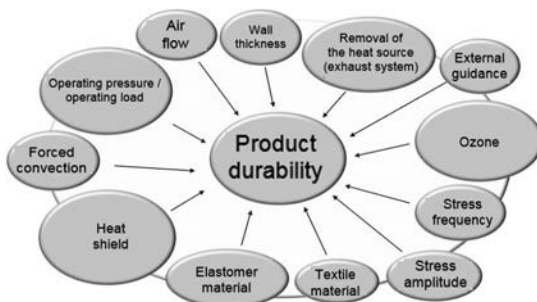 Air
flow
Wall
thickness
Removal of
the heat source
(exhaust system)
External
guidance
Operating pressure /
operating load
Product
durability
Ozone
Forced
convection
Stress
frequency
Heat
shield
Elastomer
material
Textile
material
Stress
amplitude